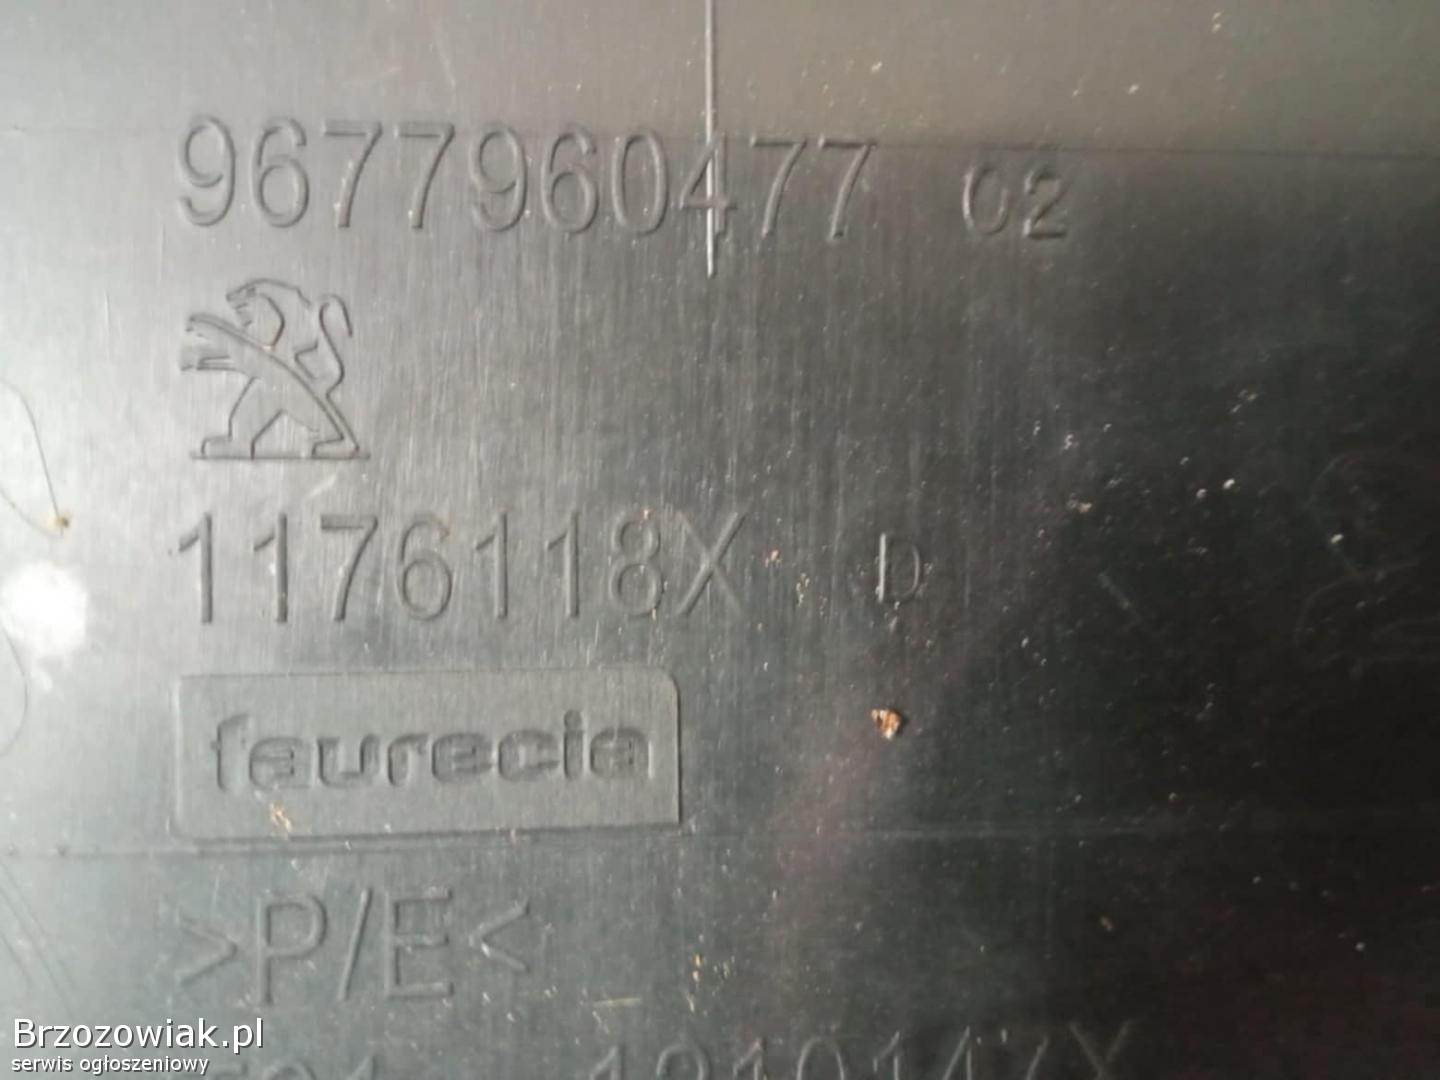 9677960477 02
1176118X D
faurecia
>P/E<
Brzozowiak.pl
serwis ogłoszeniowy